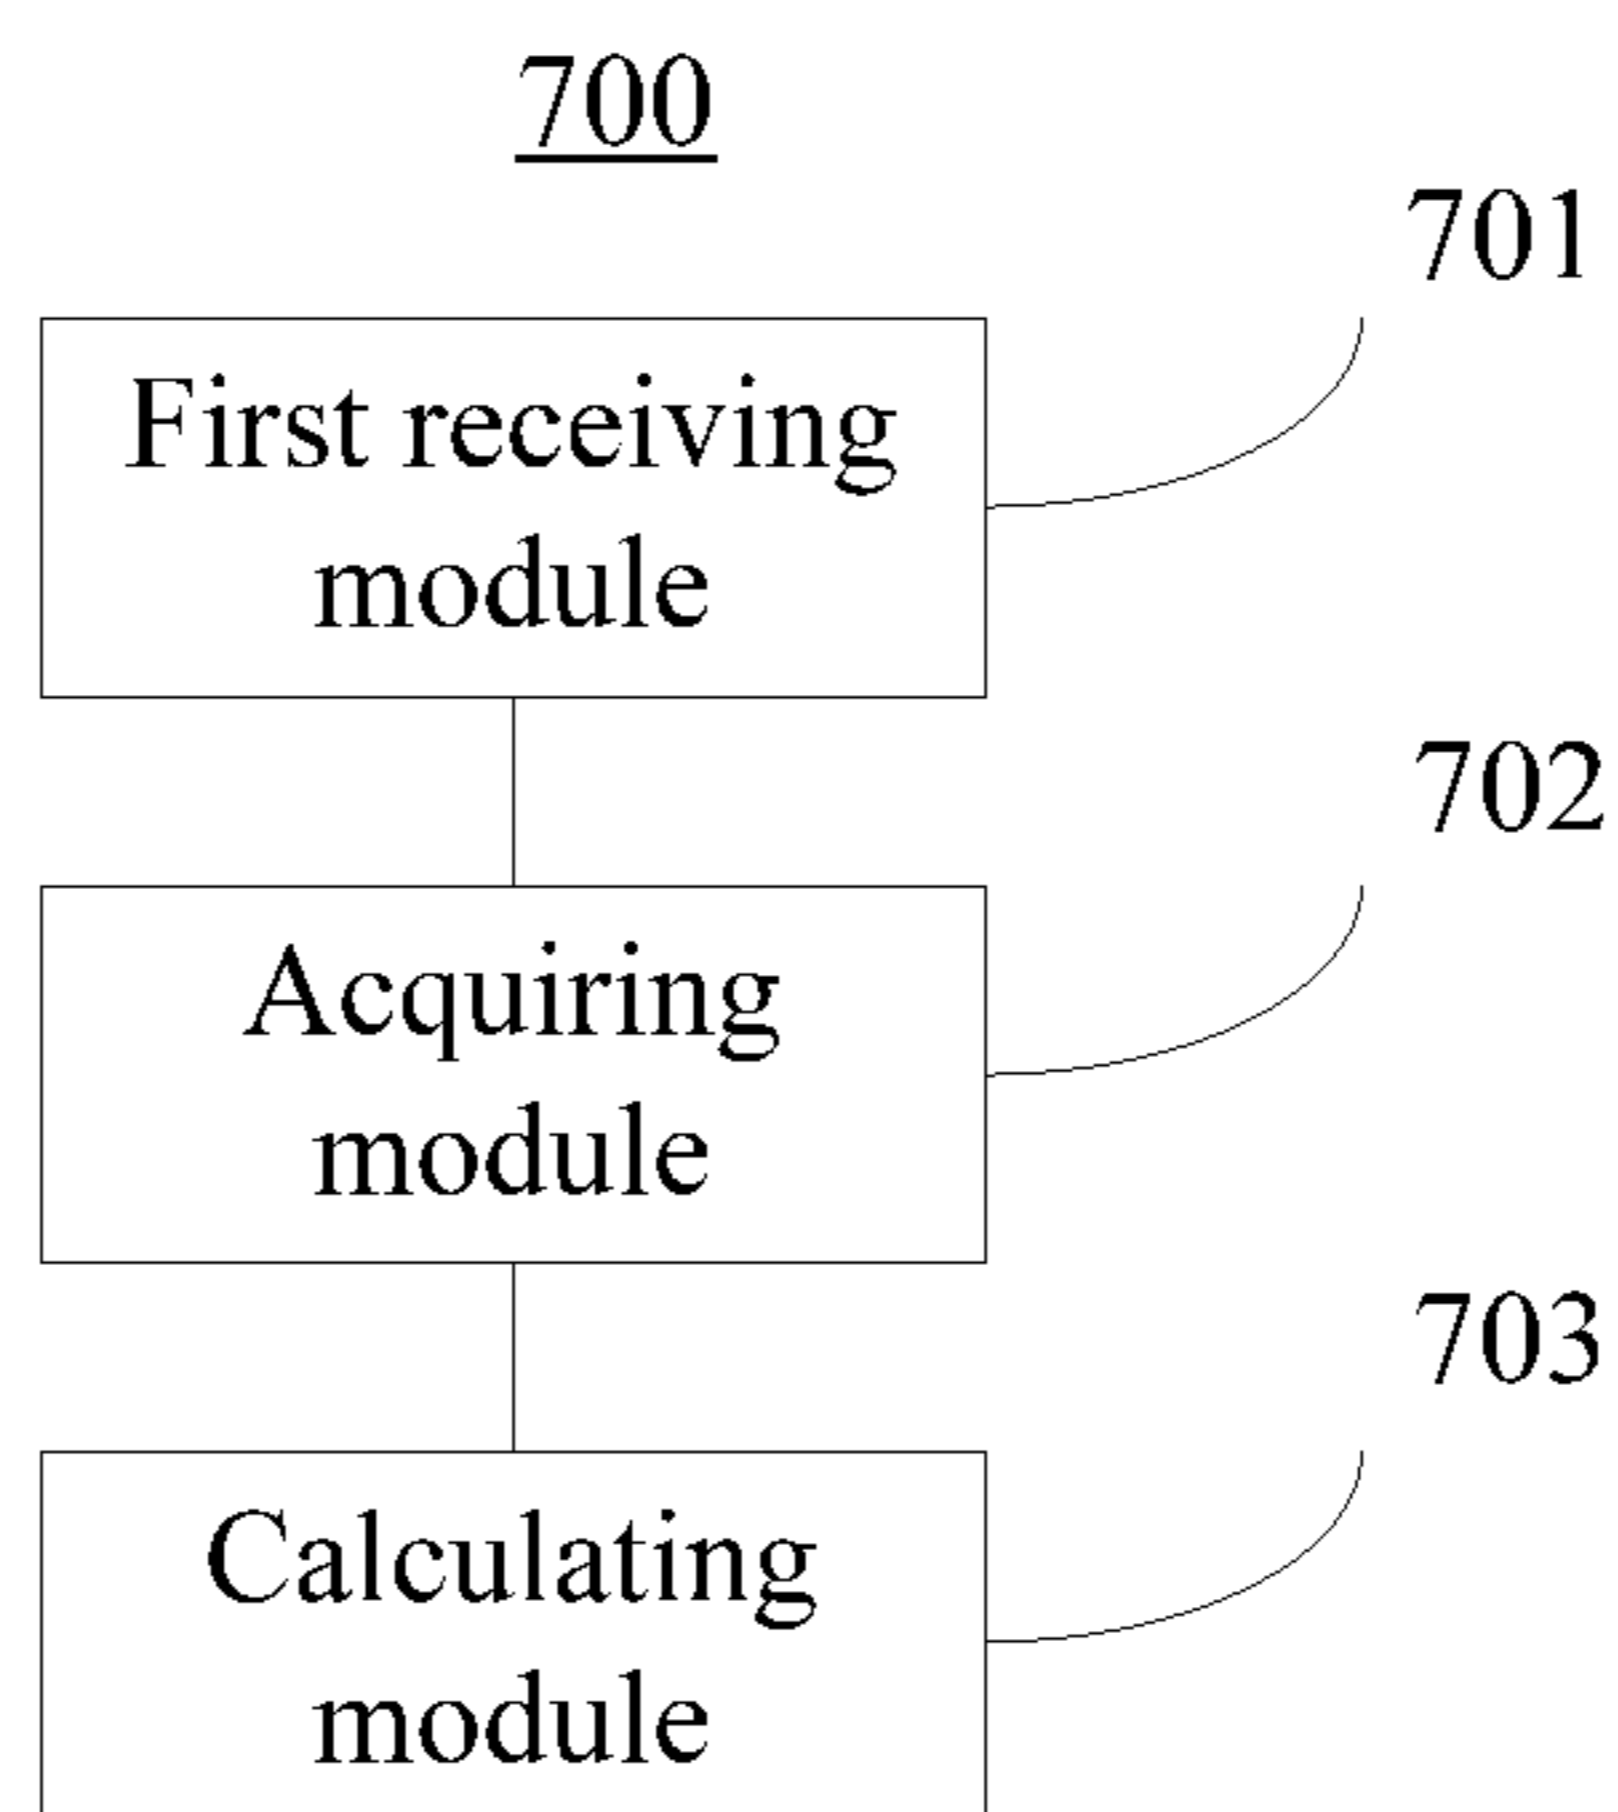 700
701
First receiving
module
702
Acquiring
module
703
Calculating
module